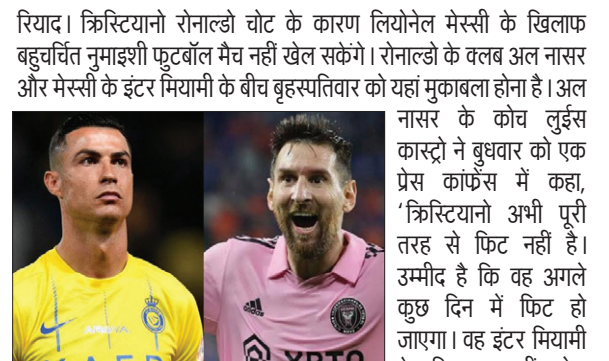 रियाद। क्रिस्टियानो रोनाल्डो चोट के कारण लियोनेल मेस्सी के खिलाफ
बहुचर्चित नुमाइशी फुटबॉल मैच नहीं खेल सकेंगे। रोनाल्डो के क्लब अल नासर
और मेस्सी के इंटर मियामी के बीच बृहस्पतिवार को यहां मुकाबला होना है। अल
नासर के कोच लुईस
कास्ट्रो ने बुधवार को एक
प्रेस कांफ्रेंस में कहा,
‘क्रिस्टियानो अभी पूरी
तरह से फिट नहीं है।
उम्मीद है कि वह अगले
कुछ दिन में फिट हो
जाएगा। वह इंटर मियामी
adidas